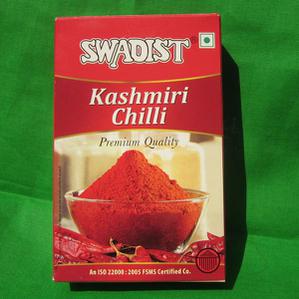 SWADIST®
Kashmiri
Chilli
Premium Quality
An ISO 22000 : 2005 FSMS Certified Co.